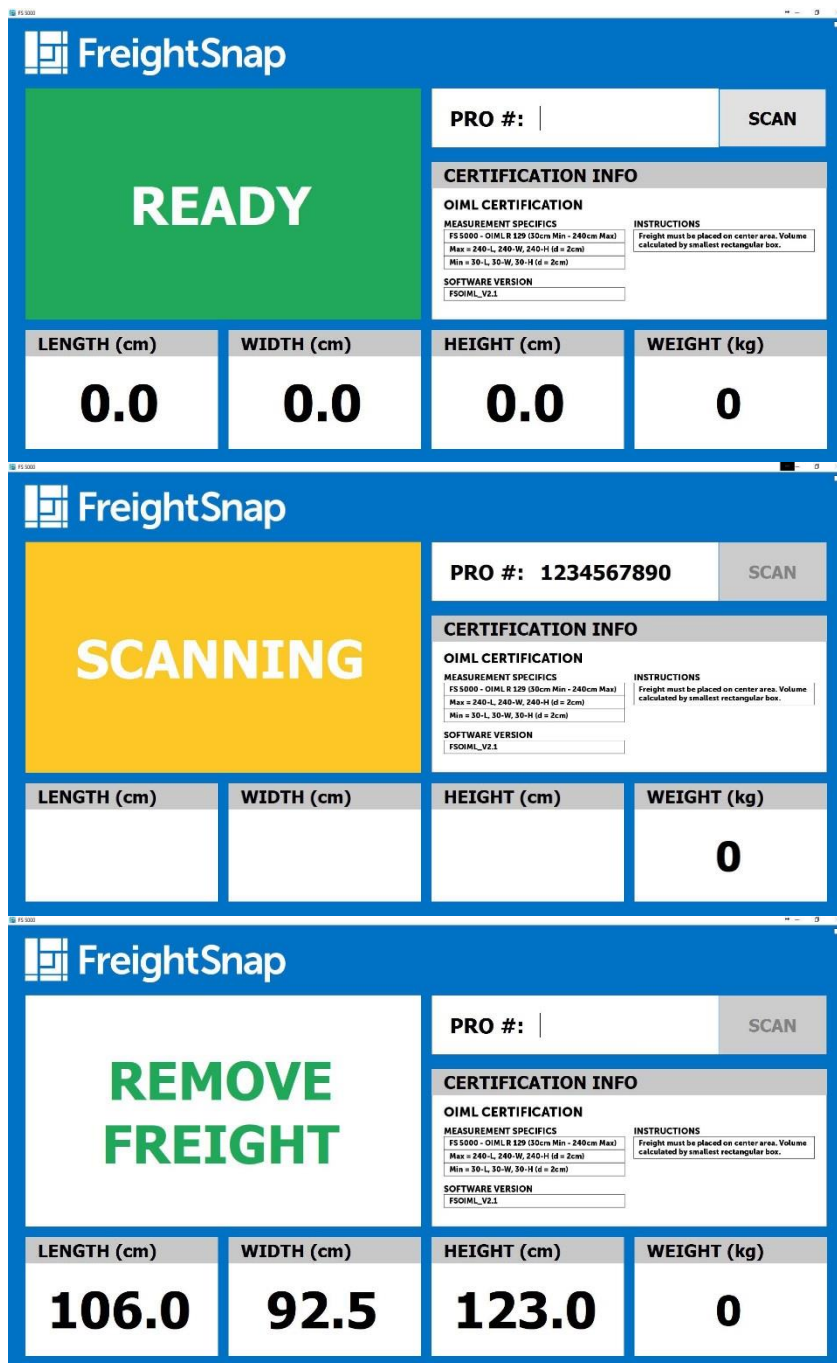 FS 5000
FreightSnap
READY
PRO #:
SCAN
CERTIFICATION INFO
OIML CERTIFICATION
MEASUREMENT SPECIFICS
FS 5000 - OIML R 129 (30cm Min - 240cm Max)
Max = 240-L, 240-W, 240-H (d = 2cm)
Min = 30-L, 30-W, 30-H (d = 2cm)
SOFTWARE VERSION
FSOIML_V2.1
INSTRUCTIONS
Freight must be placed on center area. Volume
calculated by smallest rectangular box.
LENGTH (cm)
0.0
WIDTH (cm)
0.0
HEIGHT (cm)
0.0
WEIGHT (kg)
0
FS 5000
FreightSnap
SCANNING
PRO #: 1234567890
SCAN
CERTIFICATION INFO
OIML CERTIFICATION
MEASUREMENT SPECIFICS
FS 5000 - OIML R 129 (30cm Min - 240cm Max)
Max = 240-L, 240-W, 240-H (d = 2cm)
Min = 30-L, 30-W, 30-H (d = 2cm)
SOFTWARE VERSION
FSOIML_V2.1
INSTRUCTIONS
Freight must be placed on center area. Volume
calculated by smallest rectangular box.
LENGTH (cm)
WIDTH (cm)
HEIGHT (cm)
WEIGHT (kg)
0
FS 5000
FreightSnap
REMOVE
FREIGHT
PRO #:
SCAN
CERTIFICATION INFO
OIML CERTIFICATION
MEASUREMENT SPECIFICS
FS 5000 - OIML R 129 (30cm Min - 240cm Max)
Max = 240-L, 240-W, 240-H (d = 2cm)
Min = 30-L, 30-W, 30-H (d = 2cm)
SOFTWARE VERSION
FSOIML_V2.1
INSTRUCTIONS
Freight must be placed on center area. Volume
calculated by smallest rectangular box.
LENGTH (cm)
106.0
WIDTH (cm)
92.5
HEIGHT (cm)
123.0
WEIGHT (kg)
0